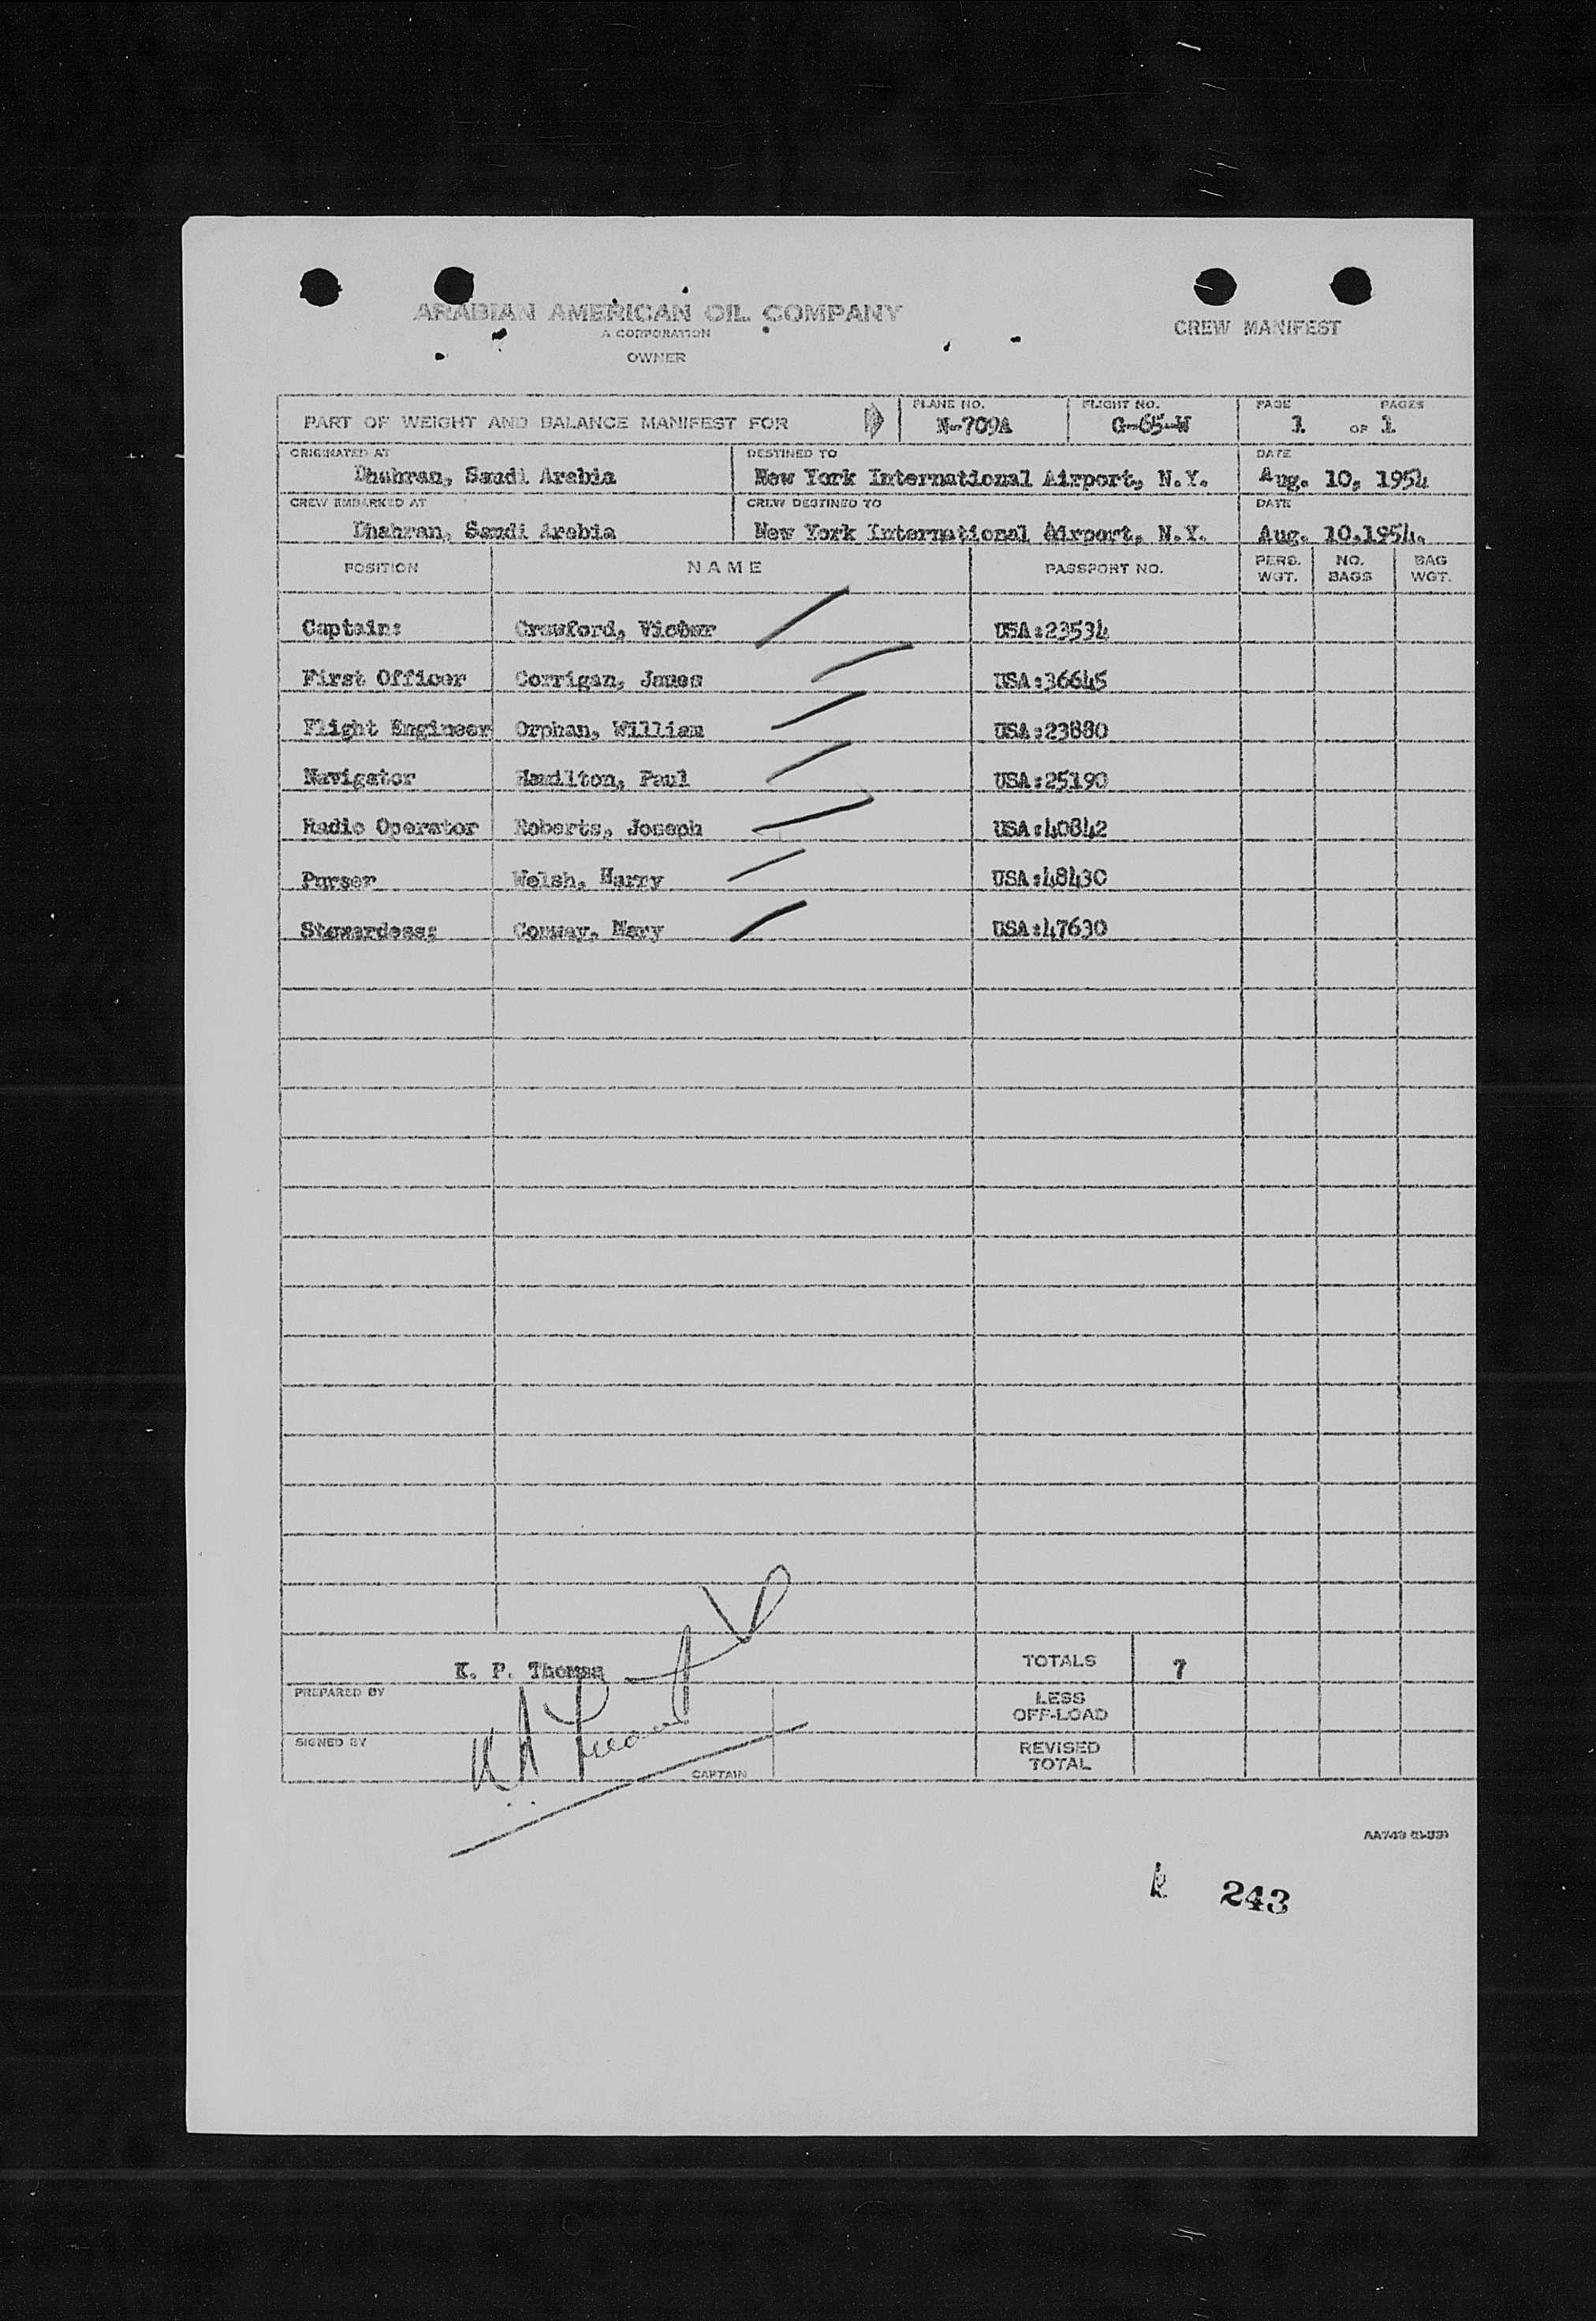 ARABIAN AMERICAN OIL COMPANY
A CORPORATION
OWNER
CREW MANIFEST
PART OF WEIGHT AND BALANCE MANIFEST FOR
PLANE NO.
N-709A
FLIGHT NO.
G-65-W
PAGE PAGES
1 OF 1
ORIGINATED AT
Dhahran, Saudi Arabia
DESTINED TO
New York International Airport, N.Y.
DATE
Aug. 10, 1954
CREW EMBARKED AT
Dhahran, Saudi Arabia
CREW DESTINED TO
New York International Airport, N.Y.
DATE
Aug. 10,1954.
POSITION NAME PASSPORT NO. PERS. WGT. NO. BAGS BAG WGT.
Captain: Crawford, Victor USA:23534
First Officer Corrigan, James USA:36645
Flight Engineer Orphan, William USA:23880
Navigator Hamilton, Paul USA:25190
Radio Operator Roberts, Joseph USA:40842
Purser Welsh, Harry USA:48430
Stewardess: Conway, Mary USA:47630
K. P. Thomas
TOTALS 7
PREPARED BY
LESS OFF-LOAD
SIGNED BY
CAPTAIN
REVISED TOTAL
k 243